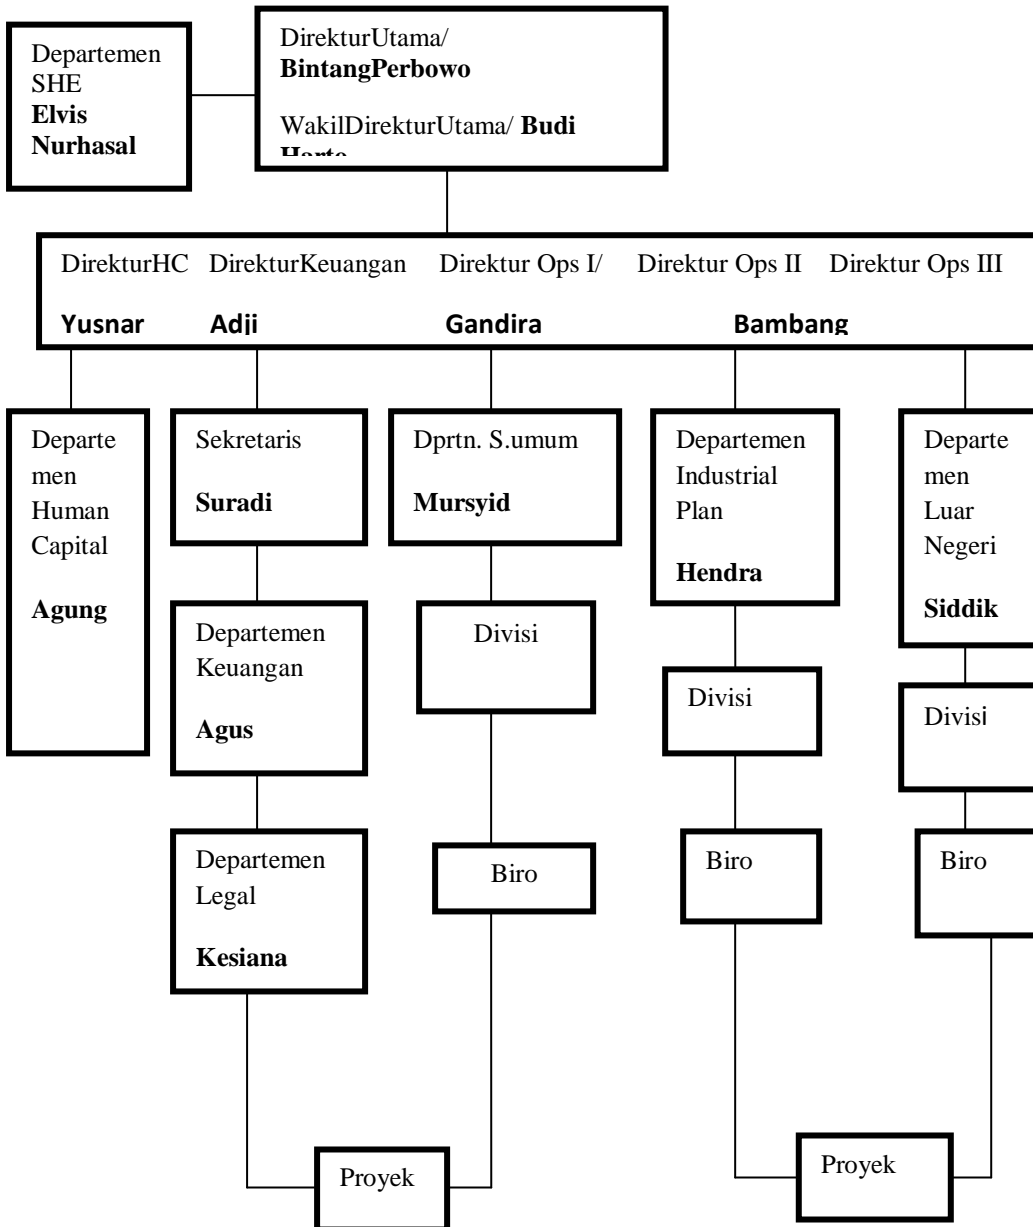 Departemen
SHE
Elvis
Nurhasal
DirekturUtama/
BintangPerbowo
WakilDirekturUtama/ Budi
Harto
DirekturHC DirekturKeuangan Direktur Ops I/ Direktur Ops II Direktur Ops III
Yusnar Adji Gandira Bambang
Departe
men
Human
Capital
Agung
Sekretaris
Suradi
Dprtn. S.umum
Mursyid
Departemen
Industrial
Plan
Hendra
Departe
men
Luar
Negeri
Siddik
Departemen
Keuangan
Agus
Divisi
Divisi
Divisi
Departemen
Legal
Kesiana
Biro
Biro
Biro
Proyek
Proyek